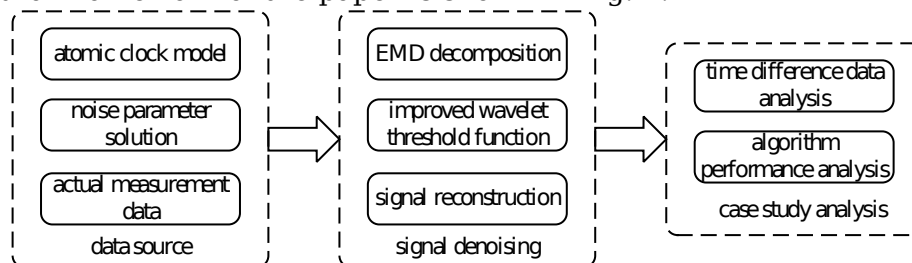 atomic clock model
noise parameter
solution
actual measurement
data
data source
EMD decomposition
improved wavelet
threshold function
signal reconstruction
signal denoising
time difference data
analysis
algorithm
performance analysis
case study analysis